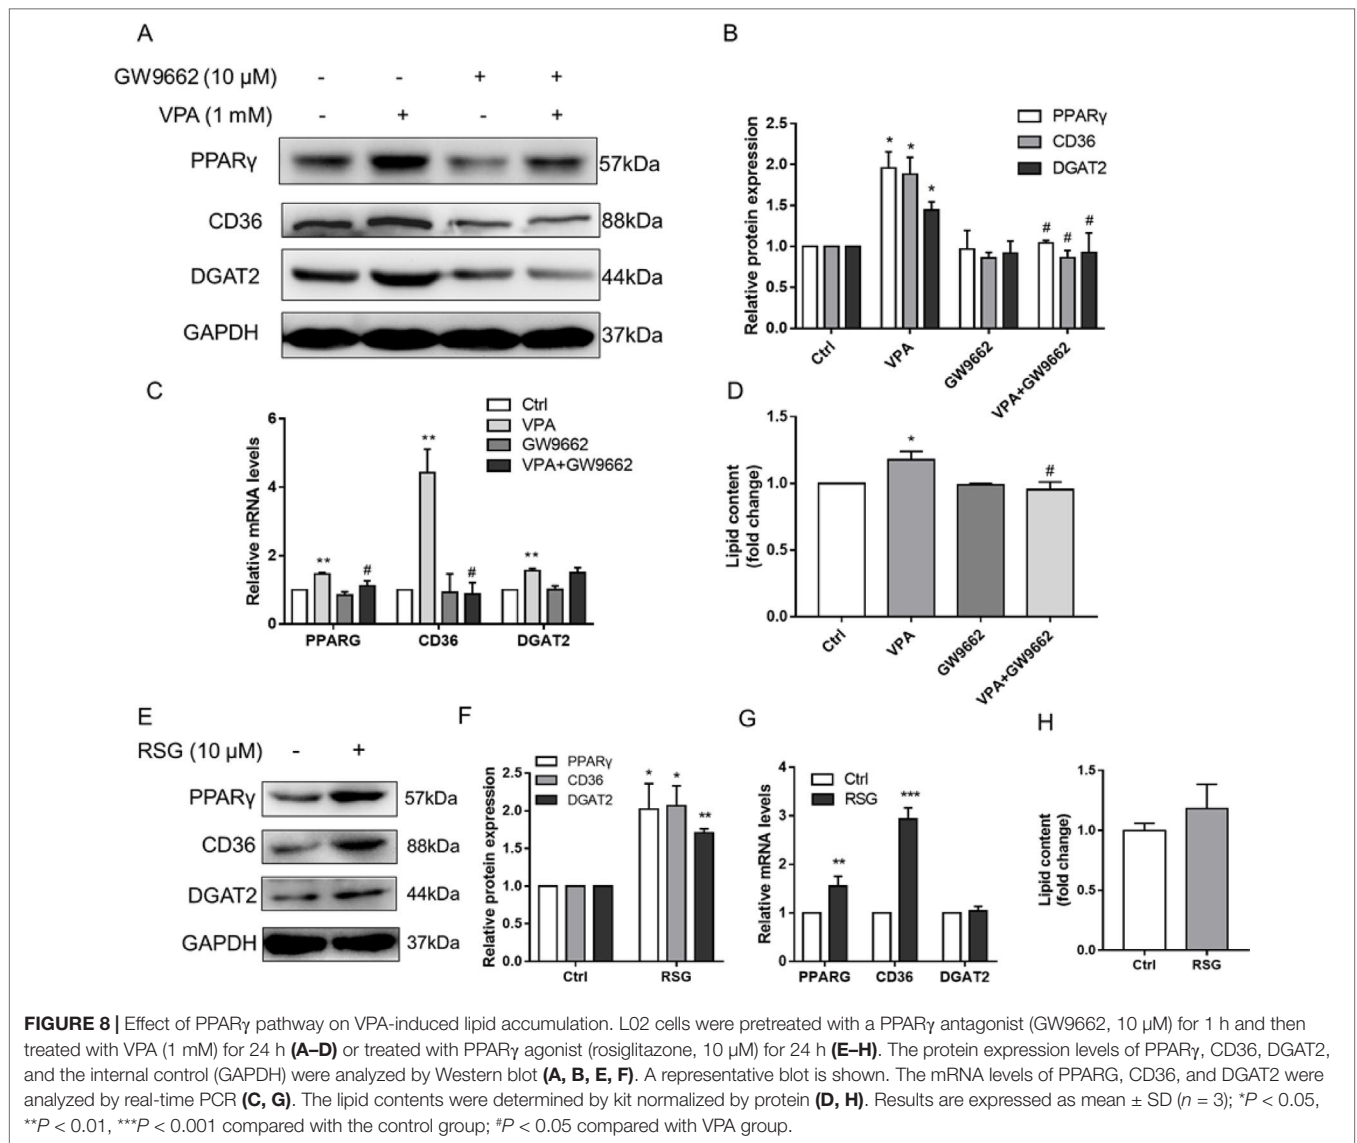 A
GW9662 (10 µM) - - + +
VPA (1 mM) - + - +
PPARγ 57kDa
CD36 88kDa
DGAT2 44kDa
GAPDH 37kDa
B
PPARγ
CD36
DGAT2
Relative protein expression
2.5
2.0
1.5
1.0
0.5
0.0
* * *
# # #
Ctrl
VPA
GW9662
VPA+GW9662
C
Ctrl
VPA
GW9662
VPA+GW9662
Relative mRNA levels
6
4
2
0
** # ** # **
PPARG CD36 DGAT2
D
Lipid content
(fold change)
1.5
1.0
0.5
0.0
* #
Ctrl
VPA
GW9662
VPA+GW9662
E
RSG (10 µM) - +
PPARγ 57kDa
CD36 88kDa
DGAT2 44kDa
GAPDH 37kDa
F
PPARγ
CD36
DGAT2
Relative protein expression
2.5
2.0
1.5
1.0
0.5
0.0
* * **
Ctrl RSG
G
Ctrl
RSG
Relative mRNA levels
4
3
2
1
0
** ***
PPARG CD36 DGAT2
H
Lipid content
(fold change)
1.5
1.0
0.5
0.0
Ctrl RSG
FIGURE 8 | Effect of PPARγ pathway on VPA-induced lipid accumulation. L02 cells were pretreated with a PPARγ antagonist (GW9662, 10 µM) for 1 h and then
treated with VPA (1 mM) for 24 h (A–D) or treated with PPARγ agonist (rosiglitazone, 10 µM) for 24 h (E–H). The protein expression levels of PPARγ, CD36, DGAT2,
and the internal control (GAPDH) were analyzed by Western blot (A, B, E, F). A representative blot is shown. The mRNA levels of PPARG, CD36, and DGAT2 were
analyzed by real-time PCR (C, G). The lipid contents were determined by kit normalized by protein (D, H). Results are expressed as mean ± SD (n = 3); *P < 0.05,
**P < 0.01, ***P < 0.001 compared with the control group; #P < 0.05 compared with VPA group.